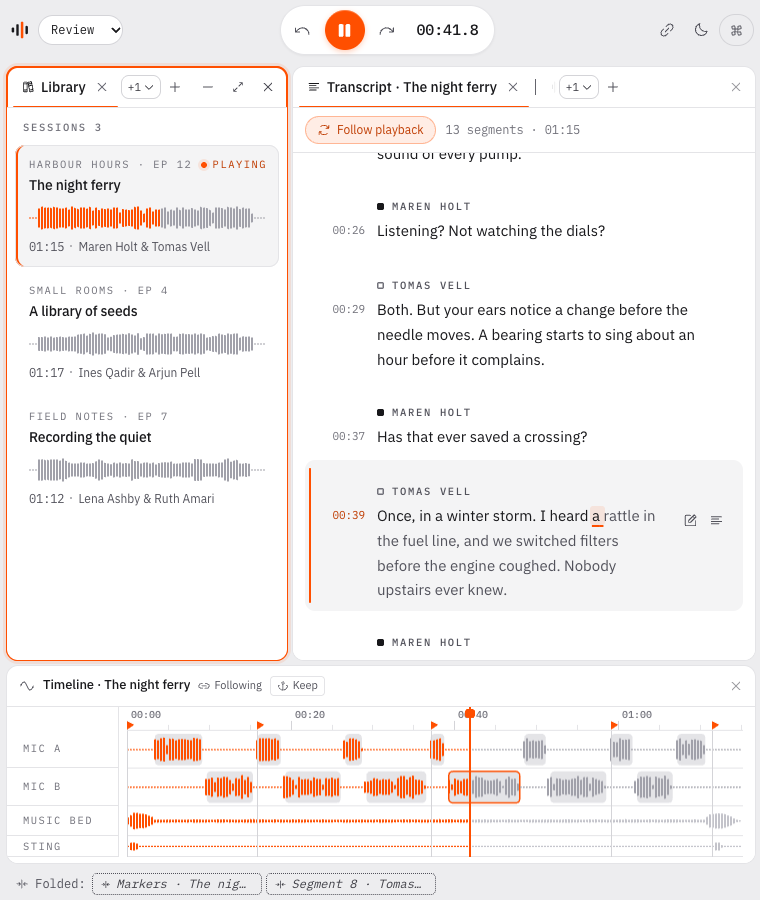 Review
00:41.8
Library
+1
Transcript · The night ferry
+1
SESSIONS 3
HARBOUR HOURS · EP 12
PLAYING
The night ferry
01:15 · Maren Holt & Tomas Vell
SMALL ROOMS · EP 4
A library of seeds
01:17 · Ines Qadir & Arjun Pell
FIELD NOTES · EP 7
Recording the quiet
01:12 · Lena Ashby & Ruth Amari
Follow playback
13 segments · 01:15
sound of every pump.
MAREN HOLT
00:26 Listening? Not watching the dials?
TOMAS VELL
00:29 Both. But your ears notice a change before the
needle moves. A bearing starts to sing about an
hour before it complains.
MAREN HOLT
00:37 Has that ever saved a crossing?
TOMAS VELL
00:39 Once, in a winter storm. I heard a rattle in
the fuel line, and we switched filters
before the engine coughed. Nobody
upstairs ever knew.
MAREN HOLT
Timeline · The night ferry
Following
Keep
00:00 00:20 00:40 01:00
MIC A
MIC B
MUSIC BED
STING
Folded:
Markers · The nig…
Segment 8 · Tomas…